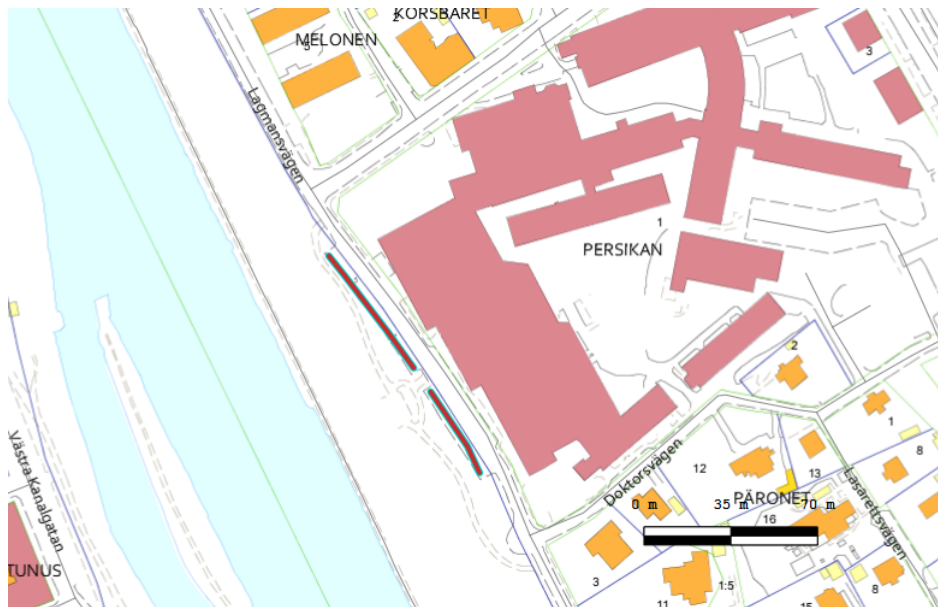 KORSBÄRET
2
MELONEN
3
Lagmansvägen
1
PERSIKAN
2
1
8
12
13
Doktorsvägen
PÄRONET
16
Lasarettsvägen
0 m 35 m 70 m
Västra Kanalgatan
TUNUS
3
11
1:5
15
8